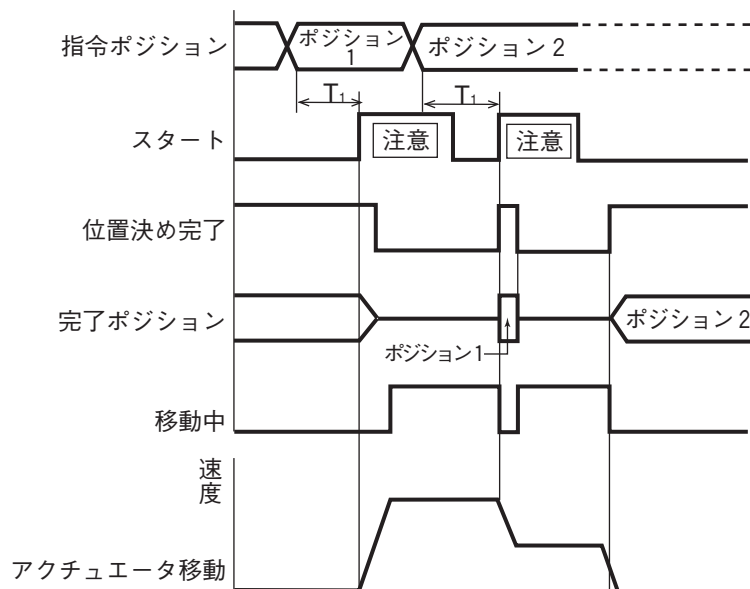 指令ポジション
ポジション
1
ポジション 2
T1
T1
スタート
注意
注意
位置決め完了
完了ポジション
ポジション 2
ポジション1
移動中
速
度
アクチュエータ移動